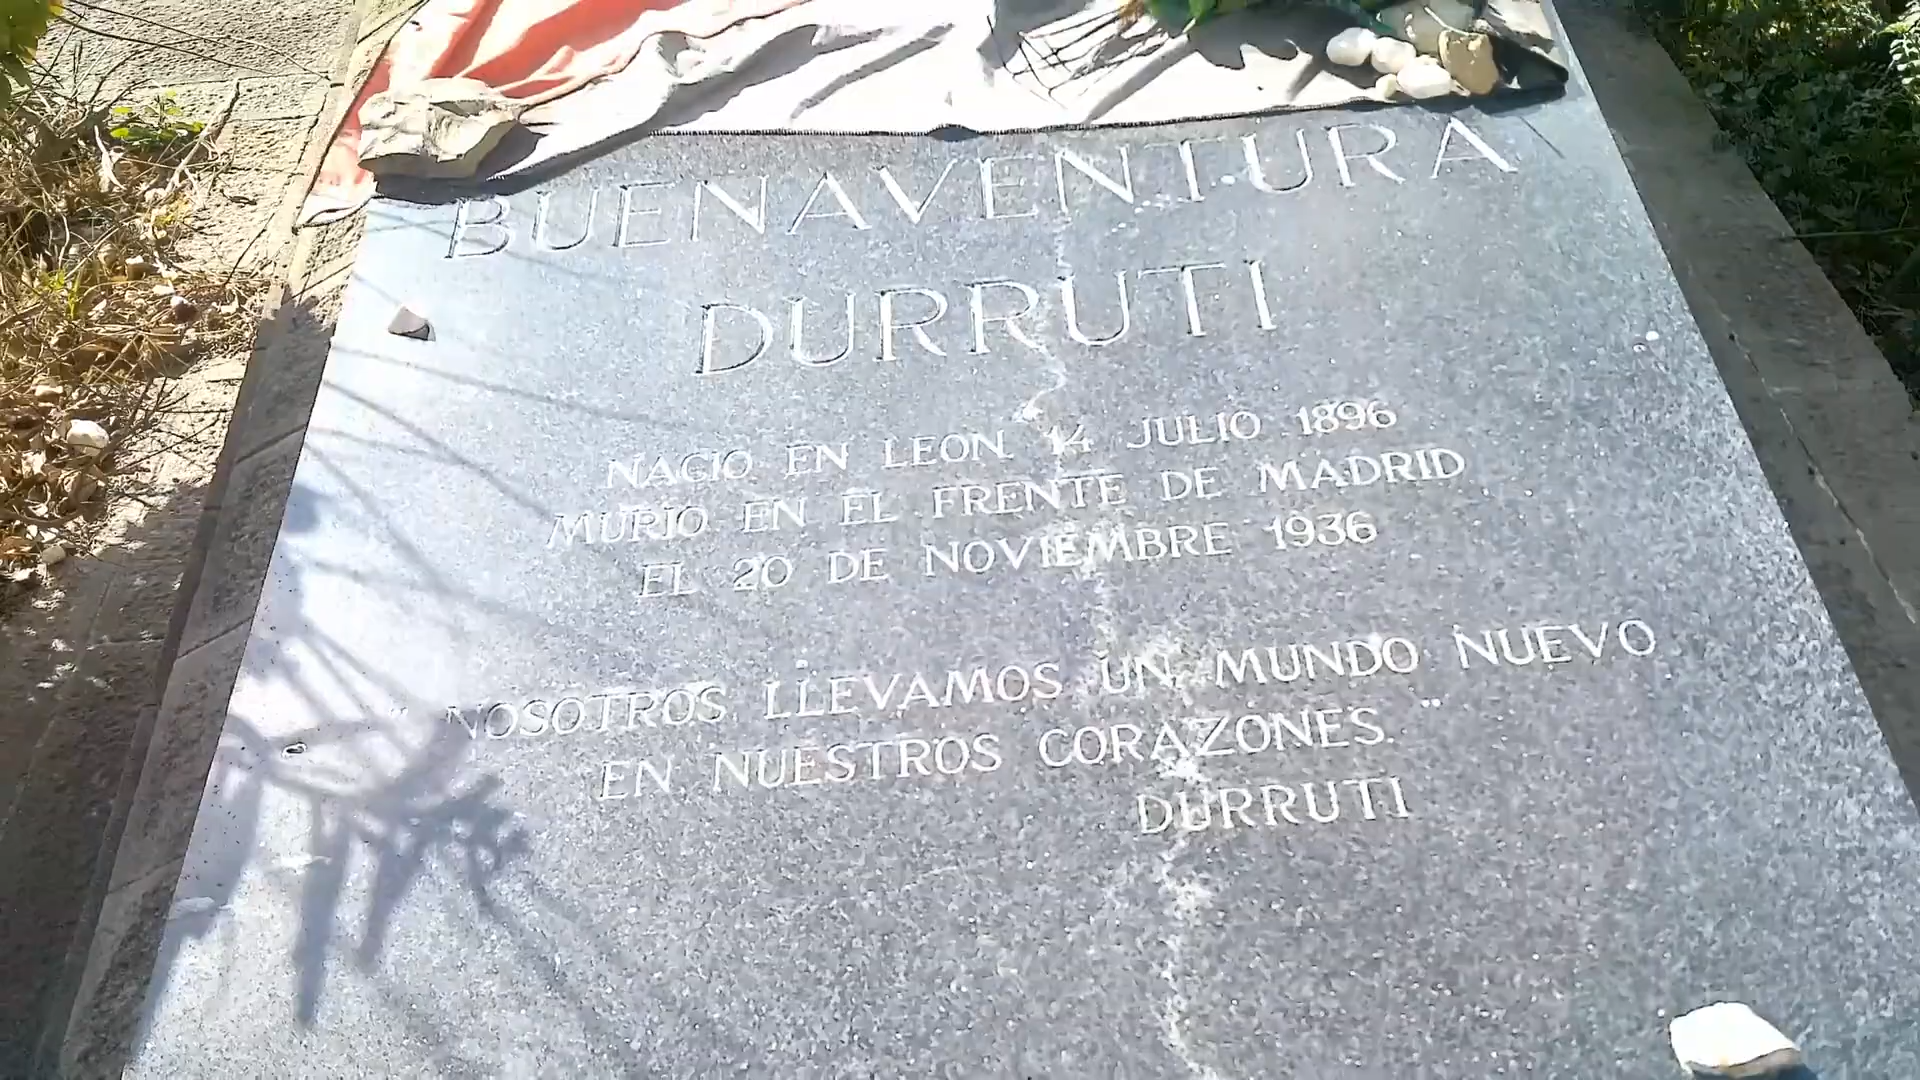 BUENAVENTURA
DURRUTI
NACIO EN LEON 14 JULIO 1896
MURIO EN EL FRENTE DE MADRID
EL 20 DE NOVIEMBRE 1936
" NOSOTROS LLEVAMOS UN MUNDO NUEVO
EN NUESTROS CORAZONES. "
DURRUTI